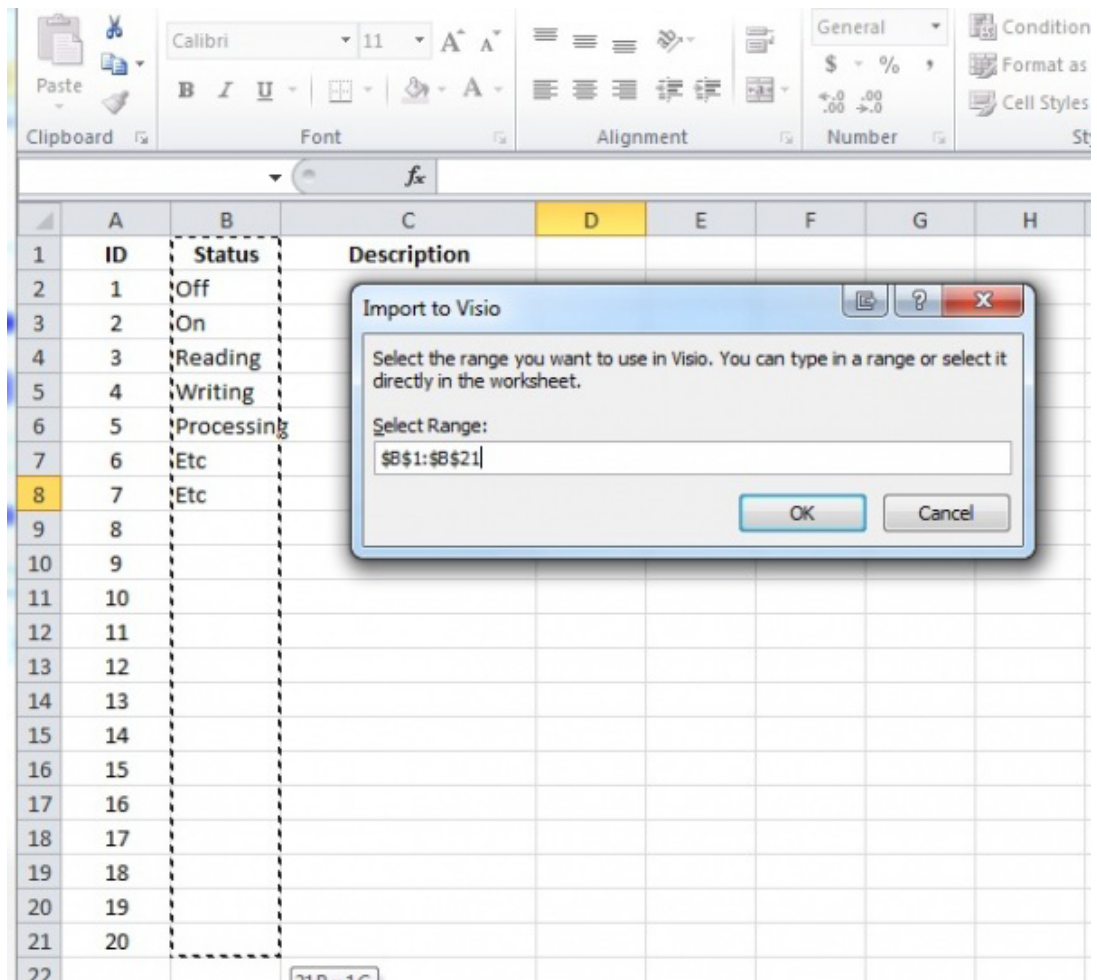 Calibri 11 A A General Condition
Paste B I U A $ % , Format as
.0 .00 .00 .0 Cell Styles
Clipboard Font Alignment Number
fx
A B C D E F G H
1 ID Status Description
2 1 Off
3 2 On
4 3 Reading
5 4 Writing
6 5 Processing
7 6 Etc
8 7 Etc
9 8
10 9
11 10
12 11
13 12
14 13
15 14
16 15
17 16
18 17
19 18
20 19
21 20
22
Import to Visio
Select the range you want to use in Visio. You can type in a range or select it
directly in the worksheet.
Select Range:
$B$1:$B$21
OK Cancel